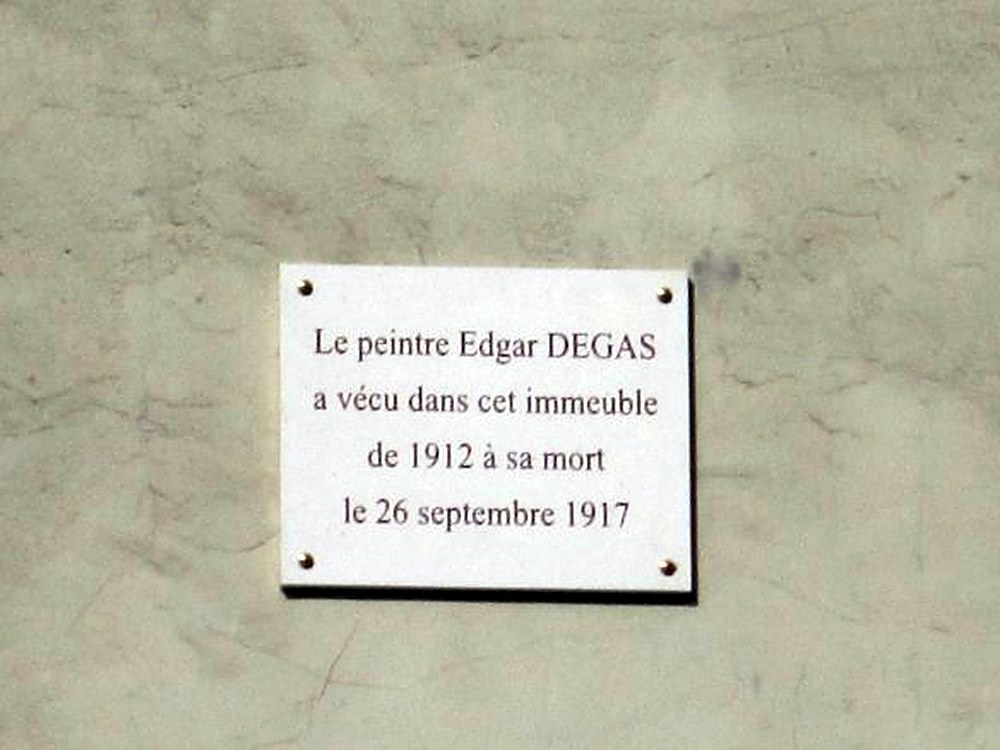 Le peintre Edgar DEGAS
a vécu dans cet immeuble
de 1912 à sa mort
le 26 septembre 1917